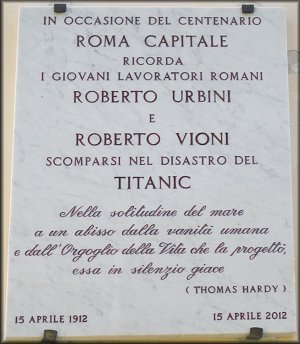 IN OCCASIONE DEL CENTENARIO
ROMA CAPITALE
RICORDA
I GIOVANI LAVORATORI ROMANI
ROBERTO URBINI
E
ROBERTO VIONI
SCOMPARSI NEL DISASTRO DEL
TITANIC
Nella solitudine del mare
a un abisso dalla vanità umana
e dall'Orgoglio della Vita che la progettò,
essa in silenzio giace
( THOMAS HARDY )
15 APRILE 1912 15 APRILE 2012